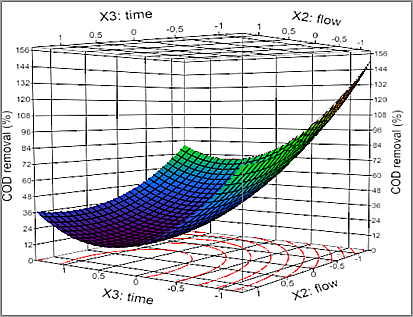 X3: time
X2: flow
1 0.5 0 -0.5 -1
1 0.5 0 -0.5 -1
156 156
144 144
132 132
120 120
108 108
96 96
84 84
72 72
60 60
48 48
36 36
24 24
12 12
0 0
COD removal (%)
COD removal (%)
1 0.5 0 -0.5 -1
1 0.5 0 -0.5 -1
X3: time
X2: flow